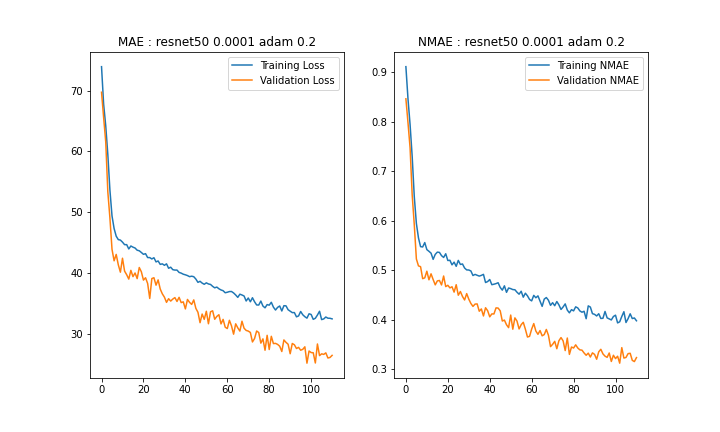 MAE : resnet50 0.0001 adam 0.2
Training Loss
Validation Loss
70
60
50
40
30
0 20 40 60 80 100
NMAE : resnet50 0.0001 adam 0.2
Training NMAE
Validation NMAE
0.9
0.8
0.7
0.6
0.5
0.4
0.3
0 20 40 60 80 100